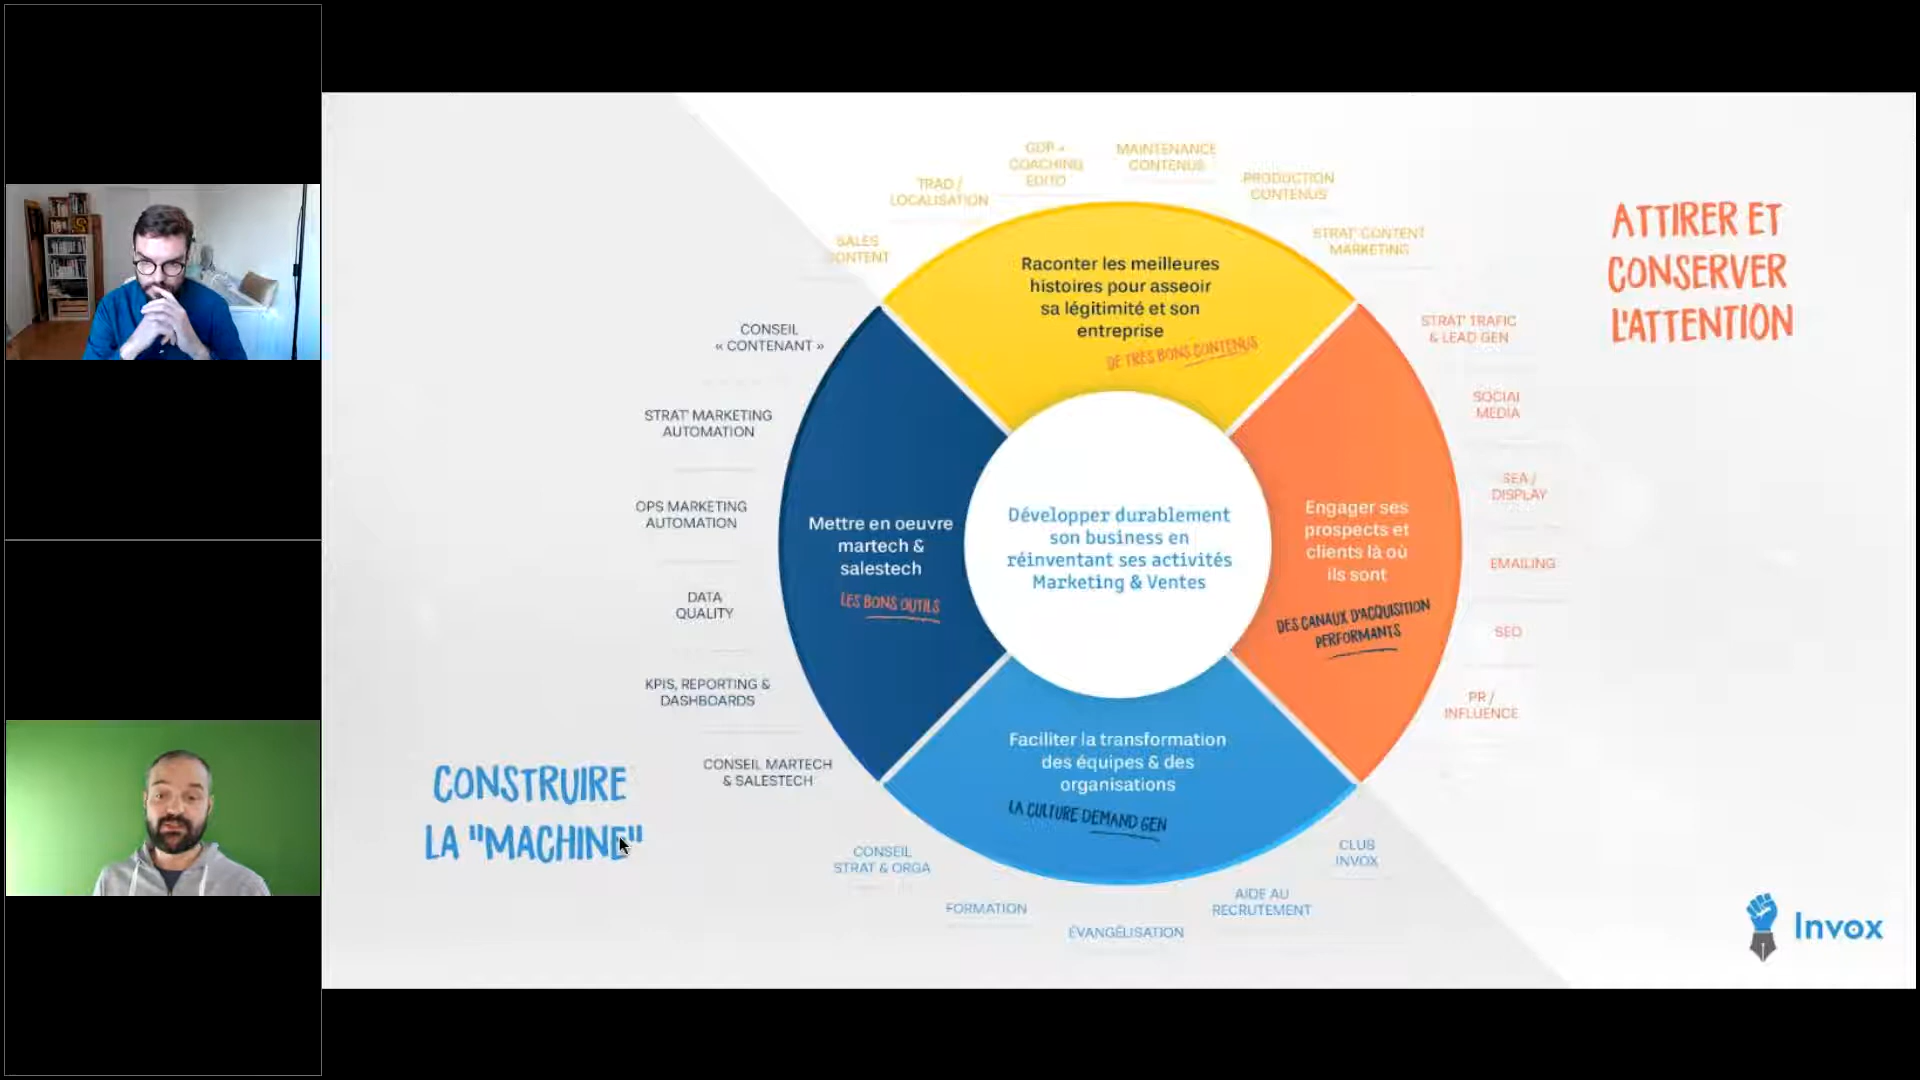 GDP +
COACHING
EDITO
MAINTENANCE
CONTENUS
PRODUCTION
CONTENUS
TRAD /
LOCALISATION
SALES
CONTENT
STRAT' CONTENT
MARKETING
ATTIRER ET
CONSERVER
L'ATTENTION
Raconter les meilleures
histoires pour asseoir
sa légitimité et son
entreprise
DE TRÈS BONS CONTENUS
CONSEIL
« CONTENANT »
STRAT' MARKETING
AUTOMATION
OPS MARKETING
AUTOMATION
DATA
QUALITY
KPIS, REPORTING &
DASHBOARDS
CONSEIL MARTECH
& SALESTECH
Mettre en oeuvre
martech &
salestech
LES BONS OUTILS
Développer durablement
son business en
réinventant ses activités
Marketing & Ventes
Engager ses
prospects et
clients là où
ils sont
DES CANAUX D'ACQUISITION
PERFORMANTS
STRAT' TRAFIC
& LEAD GEN
SOCIAL
MEDIA
SEA /
DISPLAY
EMAILING
SEO
PR /
INFLUENCE
Faciliter la transformation
des équipes & des
organisations
LA CULTURE DEMAND GEN
CONSTRUIRE
LA "MACHINE"
CONSEIL
STRAT & ORGA
FORMATION
ÉVANGÉLISATION
AIDE AU
RECRUTEMENT
CLUB
INVOX
Invox